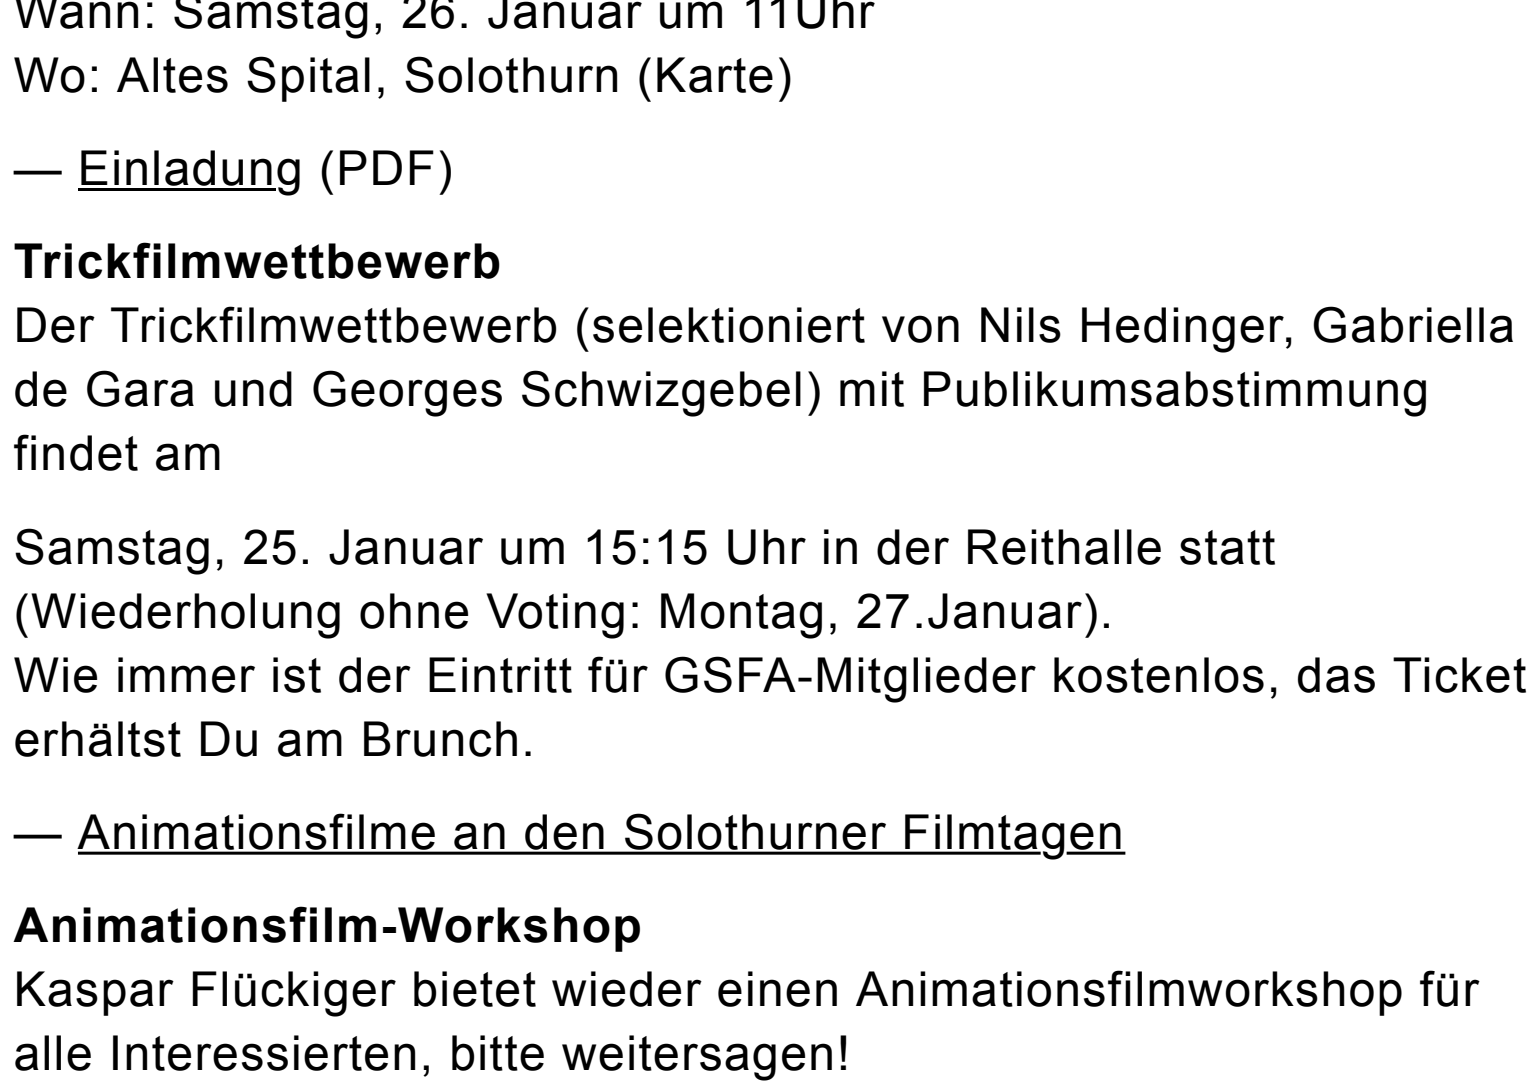 Wann: Samstag, 26. Januar um 11Uhr
Wo: Altes Spital, Solothurn (Karte)
— Einladung (PDF)
Trickfilmwettbewerb
Der Trickfilmwettbewerb (selektioniert von Nils Hedinger, Gabriella
de Gara und Georges Schwizgebel) mit Publikumsabstimmung
findet am
Samstag, 25. Januar um 15:15 Uhr in der Reithalle statt
(Wiederholung ohne Voting: Montag, 27.Januar).
Wie immer ist der Eintritt für GSFA-Mitglieder kostenlos, das Ticket
erhältst Du am Brunch.
— Animationsfilme an den Solothurner Filmtagen
Animationsfilm-Workshop
Kaspar Flückiger bietet wieder einen Animationsfilmworkshop für
alle Interessierten, bitte weitersagen!